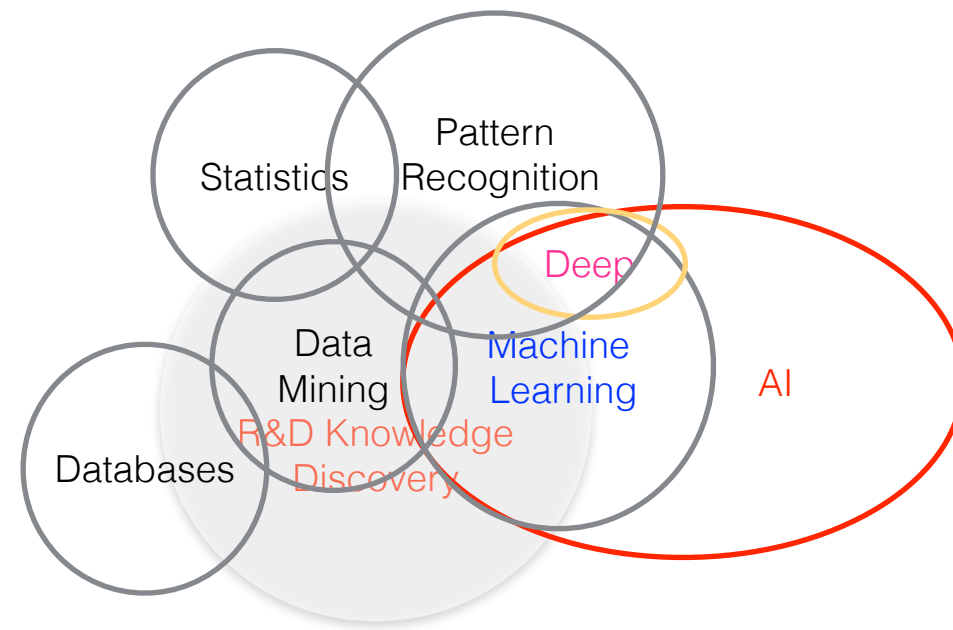 Pattern
Recognition
Statistics
Deep
Data
Mining
Machine
Learning
AI
R&D Knowledge
Discovery
Databases